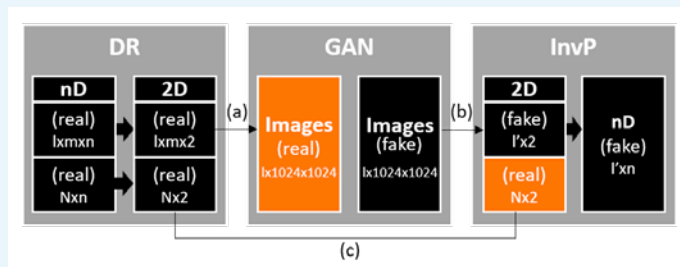 DR
nD
(real)
lxmxn
(real)
Nxn
2D
(real)
lxmx2
(real)
Nx2
(a)
GAN
Images
(real)
lx1024x1024
Images
(fake)
lx1024x1024
(b)
InvP
2D
(fake)
l'x2
(real)
Nx2
nD
(fake)
l'xn
(c)